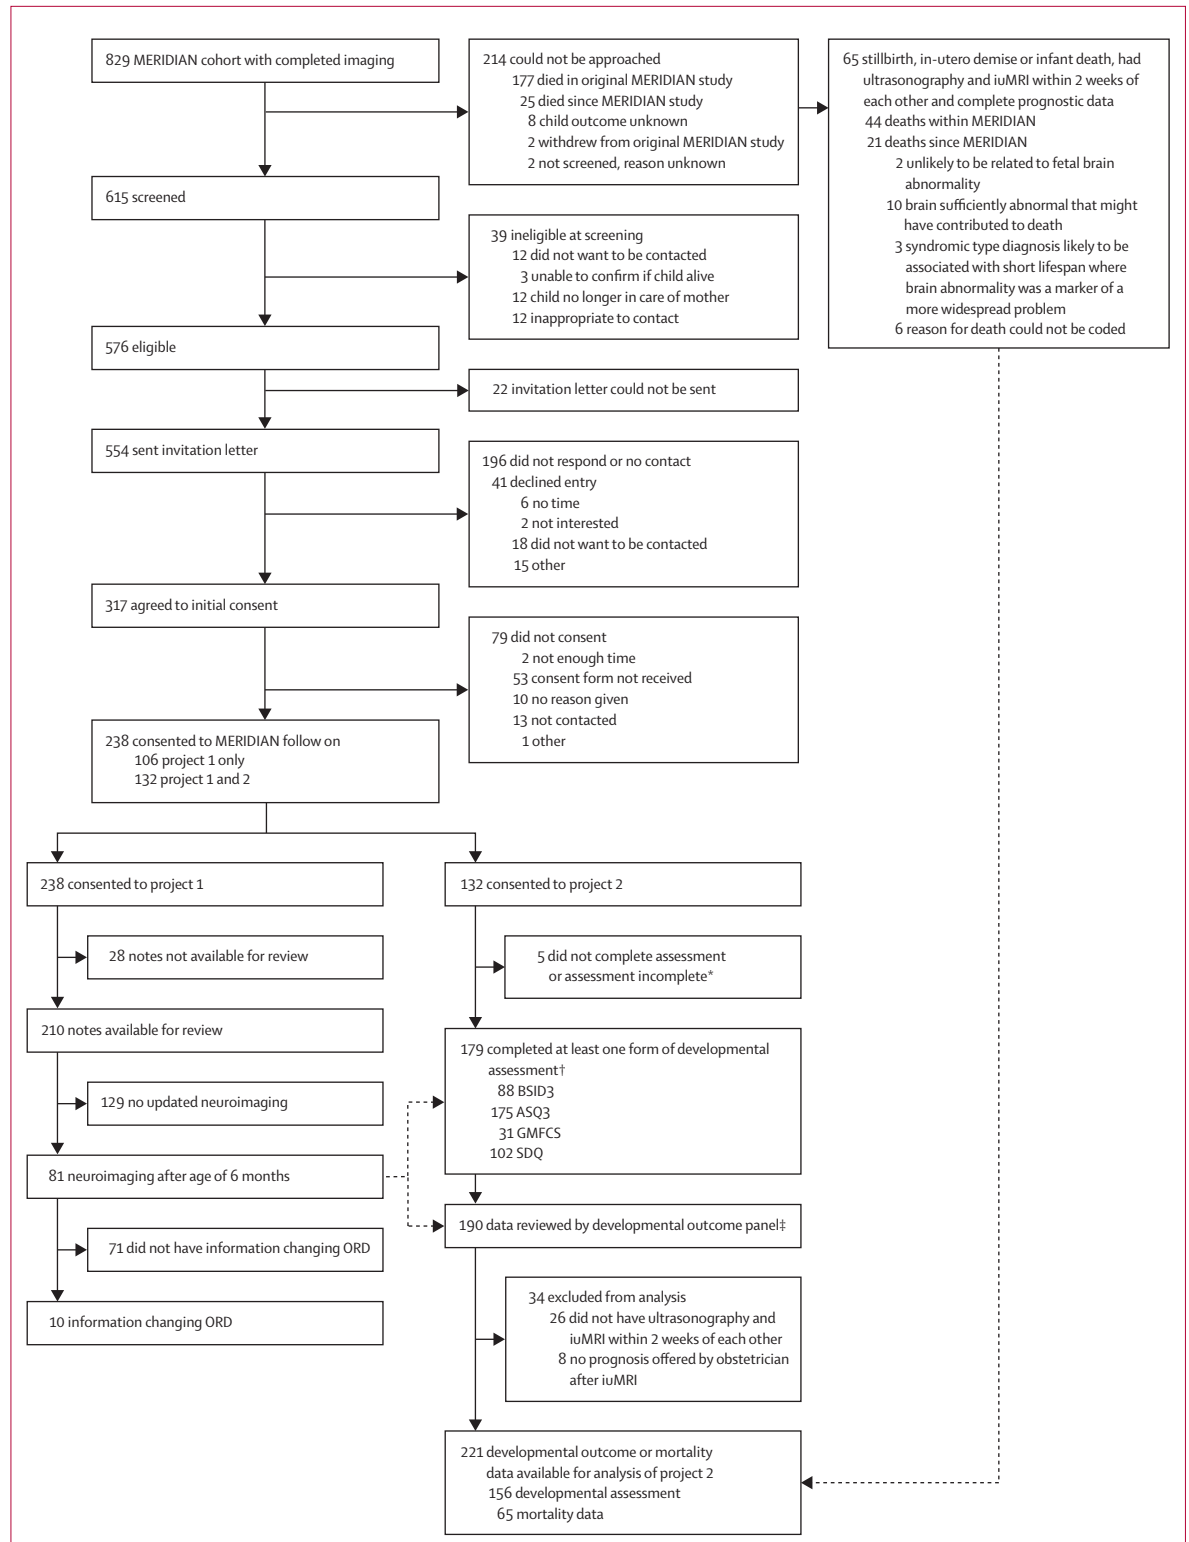 829 MERIDIAN cohort with completed imaging
214 could not be approached
177 died in original MERIDIAN study
25 died since MERIDIAN study
8 child outcome unknown
2 withdrew from original MERIDIAN study
2 not screened, reason unknown
65 stillbirth, in-utero demise or infant death, had
ultrasonography and iuMRI within 2 weeks of
each other and complete prognostic data
44 deaths within MERIDIAN
21 deaths since MERIDIAN
2 unlikely to be related to fetal brain
abnormality
10 brain sufficiently abnormal that might
have contributed to death
3 syndromic type diagnosis likely to be
associated with short lifespan where
brain abnormality was a marker of a
more widespread problem
6 reason for death could not be coded
615 screened
39 ineligible at screening
12 did not want to be contacted
3 unable to confirm if child alive
12 child no longer in care of mother
12 inappropriate to contact
576 eligible
22 invitation letter could not be sent
554 sent invitation letter
196 did not respond or no contact
41 declined entry
6 no time
2 not interested
18 did not want to be contacted
15 other
317 agreed to initial consent
79 did not consent
2 not enough time
53 consent form not received
10 no reason given
13 not contacted
1 other
238 consented to MERIDIAN follow on
106 project 1 only
132 project 1 and 2
238 consented to project 1
28 notes not available for review
210 notes available for review
129 no updated neuroimaging
81 neuroimaging after age of 6 months
71 did not have information changing ORD
10 information changing ORD
132 consented to project 2
5 did not complete assessment
or assessment incomplete*
179 completed at least one form of developmental
assessment†
88 BSID3
175 ASQ3
31 GMFCS
102 SDQ
190 data reviewed by developmental outcome panel‡
34 excluded from analysis
26 did not have ultrasonography and
iuMRI within 2 weeks of each other
8 no prognosis offered by obstetrician
after iuMRI
221 developmental outcome or mortality
data available for analysis of project 2
156 developmental assessment
65 mortality data